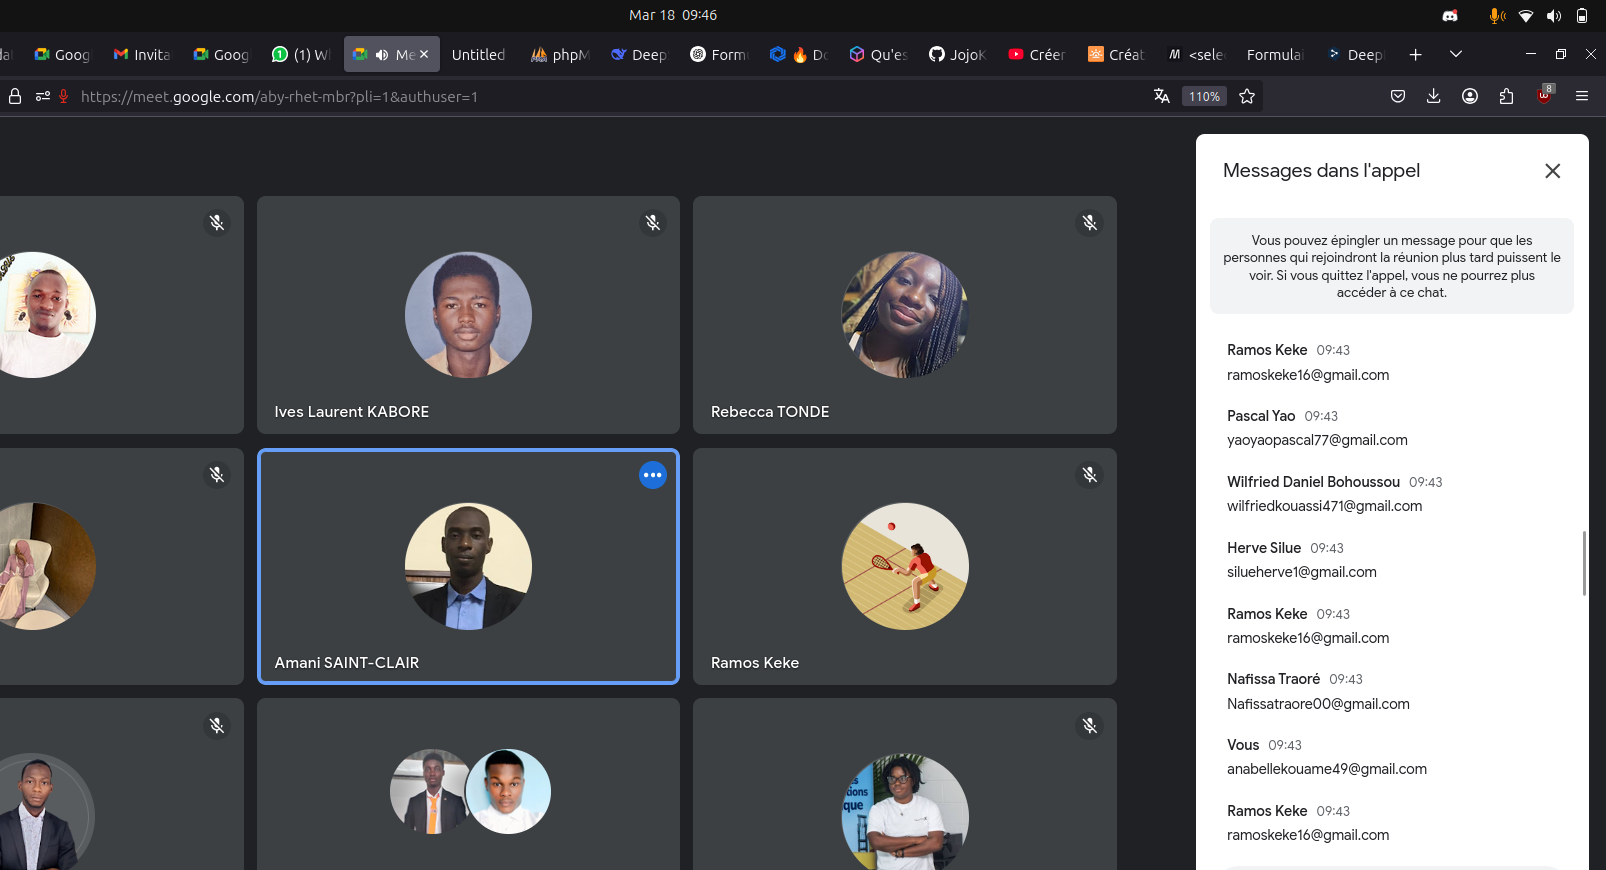 Mar 18 09:46
Goog
Invita
Goog
(1) W
Me
Untitled
phpM
Deep
Form
Do
Qu'es
JojoK
Créer
Créat
<sele
Formulai
Deep
https://meet.google.com/aby-rhet-mbr?pli=1&authuser=1
110%
8
Messages dans l'appel
Vous pouvez épingler un message pour que les
personnes qui rejoindront la réunion plus tard puissent le
voir. Si vous quittez l'appel, vous ne pourrez plus
accéder à ce chat.
Ives Laurent KABORE
Rebecca TONDE
Amani SAINT-CLAIR
Ramos Keke
Ramos Keke 09:43
ramoskeke16@gmail.com
Pascal Yao 09:43
yaoyaopascal77@gmail.com
Wilfried Daniel Bohoussou 09:43
wilfriedkouassi471@gmail.com
Herve Silue 09:43
silueherve1@gmail.com
Ramos Keke 09:43
ramoskeke16@gmail.com
Nafissa Traoré 09:43
Nafissatraore00@gmail.com
Vous 09:43
anabellekouame49@gmail.com
Ramos Keke 09:43
ramoskeke16@gmail.com